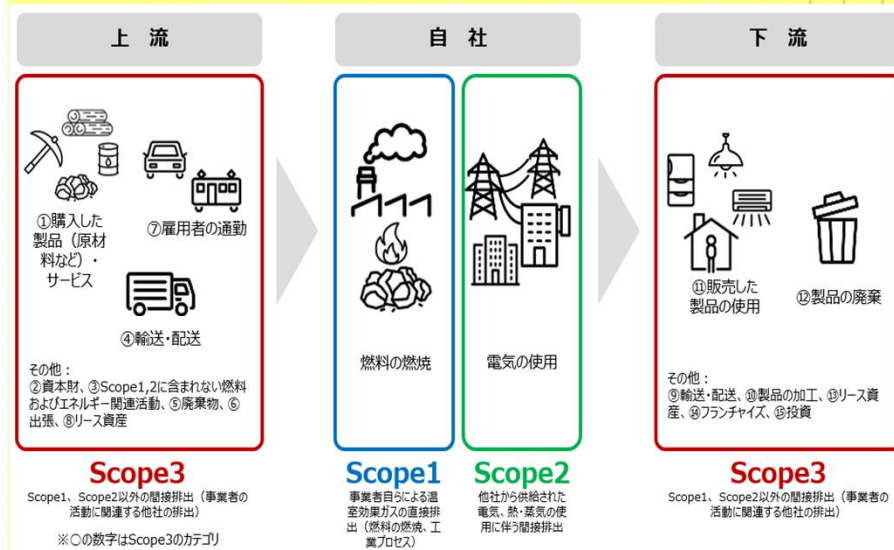 上 流
自 社
下 流
①購入した
製品（原材
料など）・
サービス
⑦雇用者の通勤
④輸送・配送
その他：
②資本財、③Scope1,2に含まれない燃料
およびエネルギー関連活動、⑤廃棄物、⑥
出張、⑧リース資産
燃料の燃焼
電気の使用
⑪販売した
製品の使用
⑫製品の廃棄
その他：
⑨輸送・配送、⑩製品の加工、⑬リース資
産、⑭フランチャイズ、⑮投資
Scope3
Scope1、Scope2以外の間接排出（事業者の
活動に関連する他社の排出）
※○の数字はScope3のカテゴリ
Scope1
事業者自らによる温
室効果ガスの直接排
出（燃料の燃焼、工
業プロセス）
Scope2
他社から供給された
電気、熱・蒸気の使
用に伴う間接排出
Scope3
Scope1、Scope2以外の間接排出（事業者の
活動に関連する他社の排出）